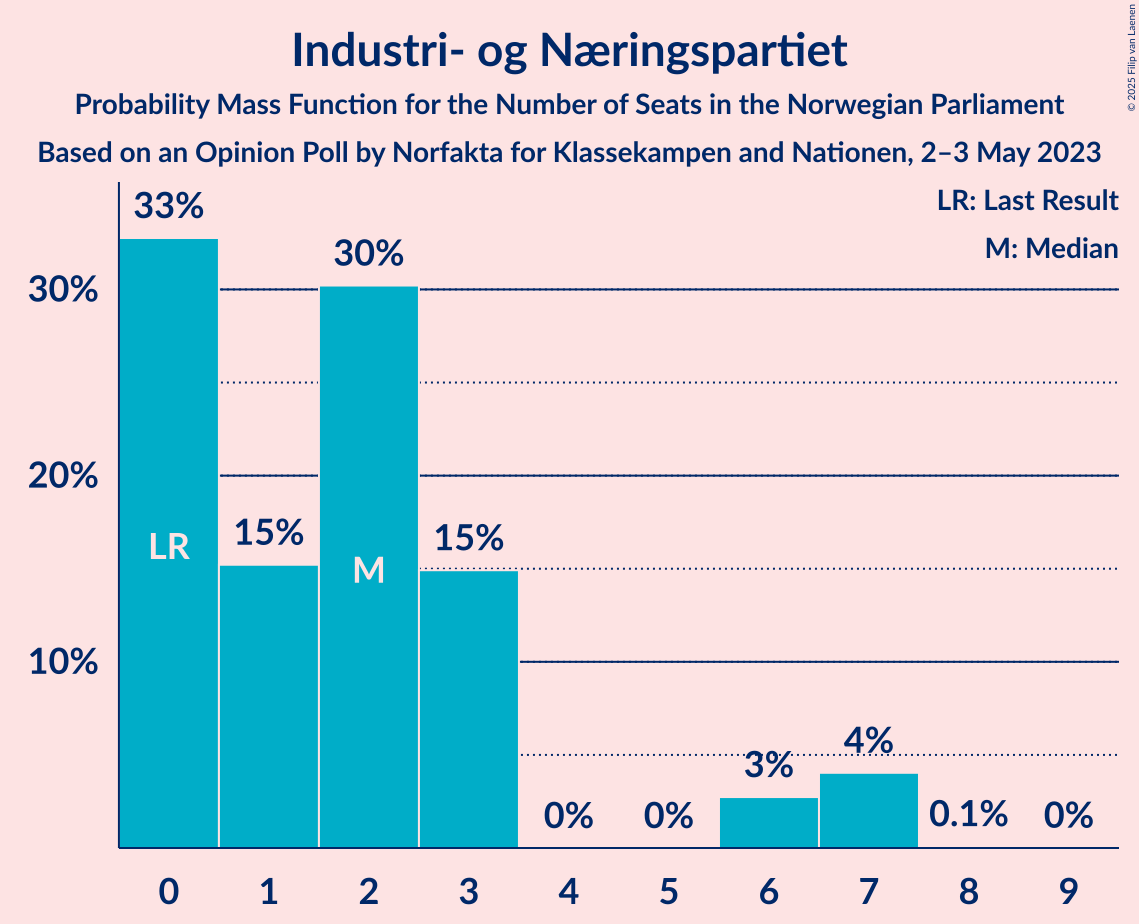 Industri- og Næringspartiet
Probability Mass Function for the Number of Seats in the Norwegian Parliament
Based on an Opinion Poll by Norfakta for Klassekampen and Nationen, 2–3 May 2023
© 2025 Filip van Laenen
LR: Last Result
M: Median
30%
20%
10%
33%
15%
30%
15%
0%
0%
3%
4%
0.1%
0%
LR
M
0 1 2 3 4 5 6 7 8 9